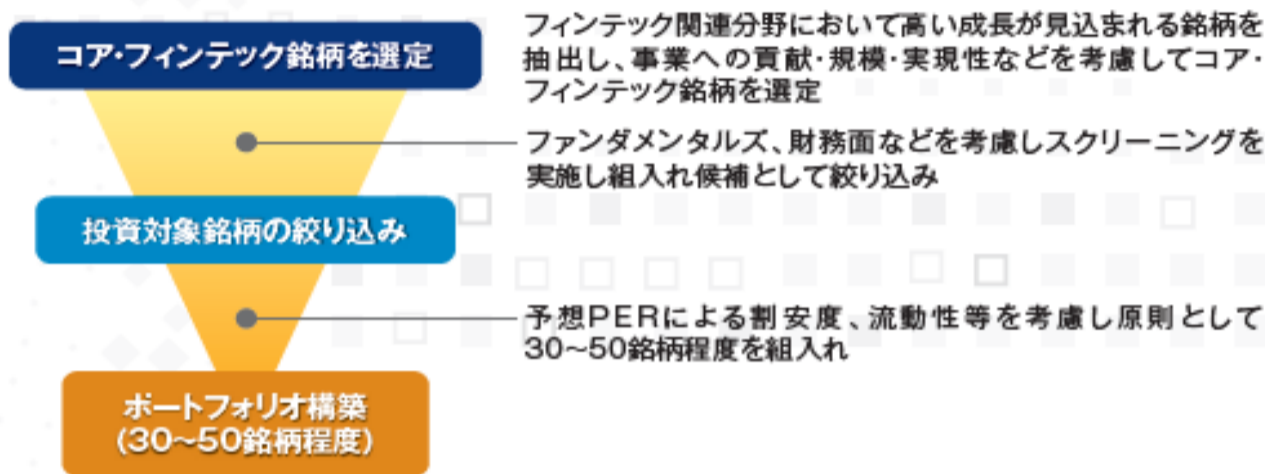 コア・フィンテック銘柄を選定
フィンテック関連分野において高い成長が見込まれる銘柄を
抽出し、事業への貢献・規模・実現性などを考慮してコア・
フィンテック銘柄を選定
ファンダメンタルズ、財務面などを考慮しスクリーニングを
実施し組入れ候補として絞り込み
投資対象銘柄の絞り込み
予想PERによる割安度、流動性等を考慮し原則として
30～50銘柄程度を組入れ
ポートフォリオ構築
(30～50銘柄程度)